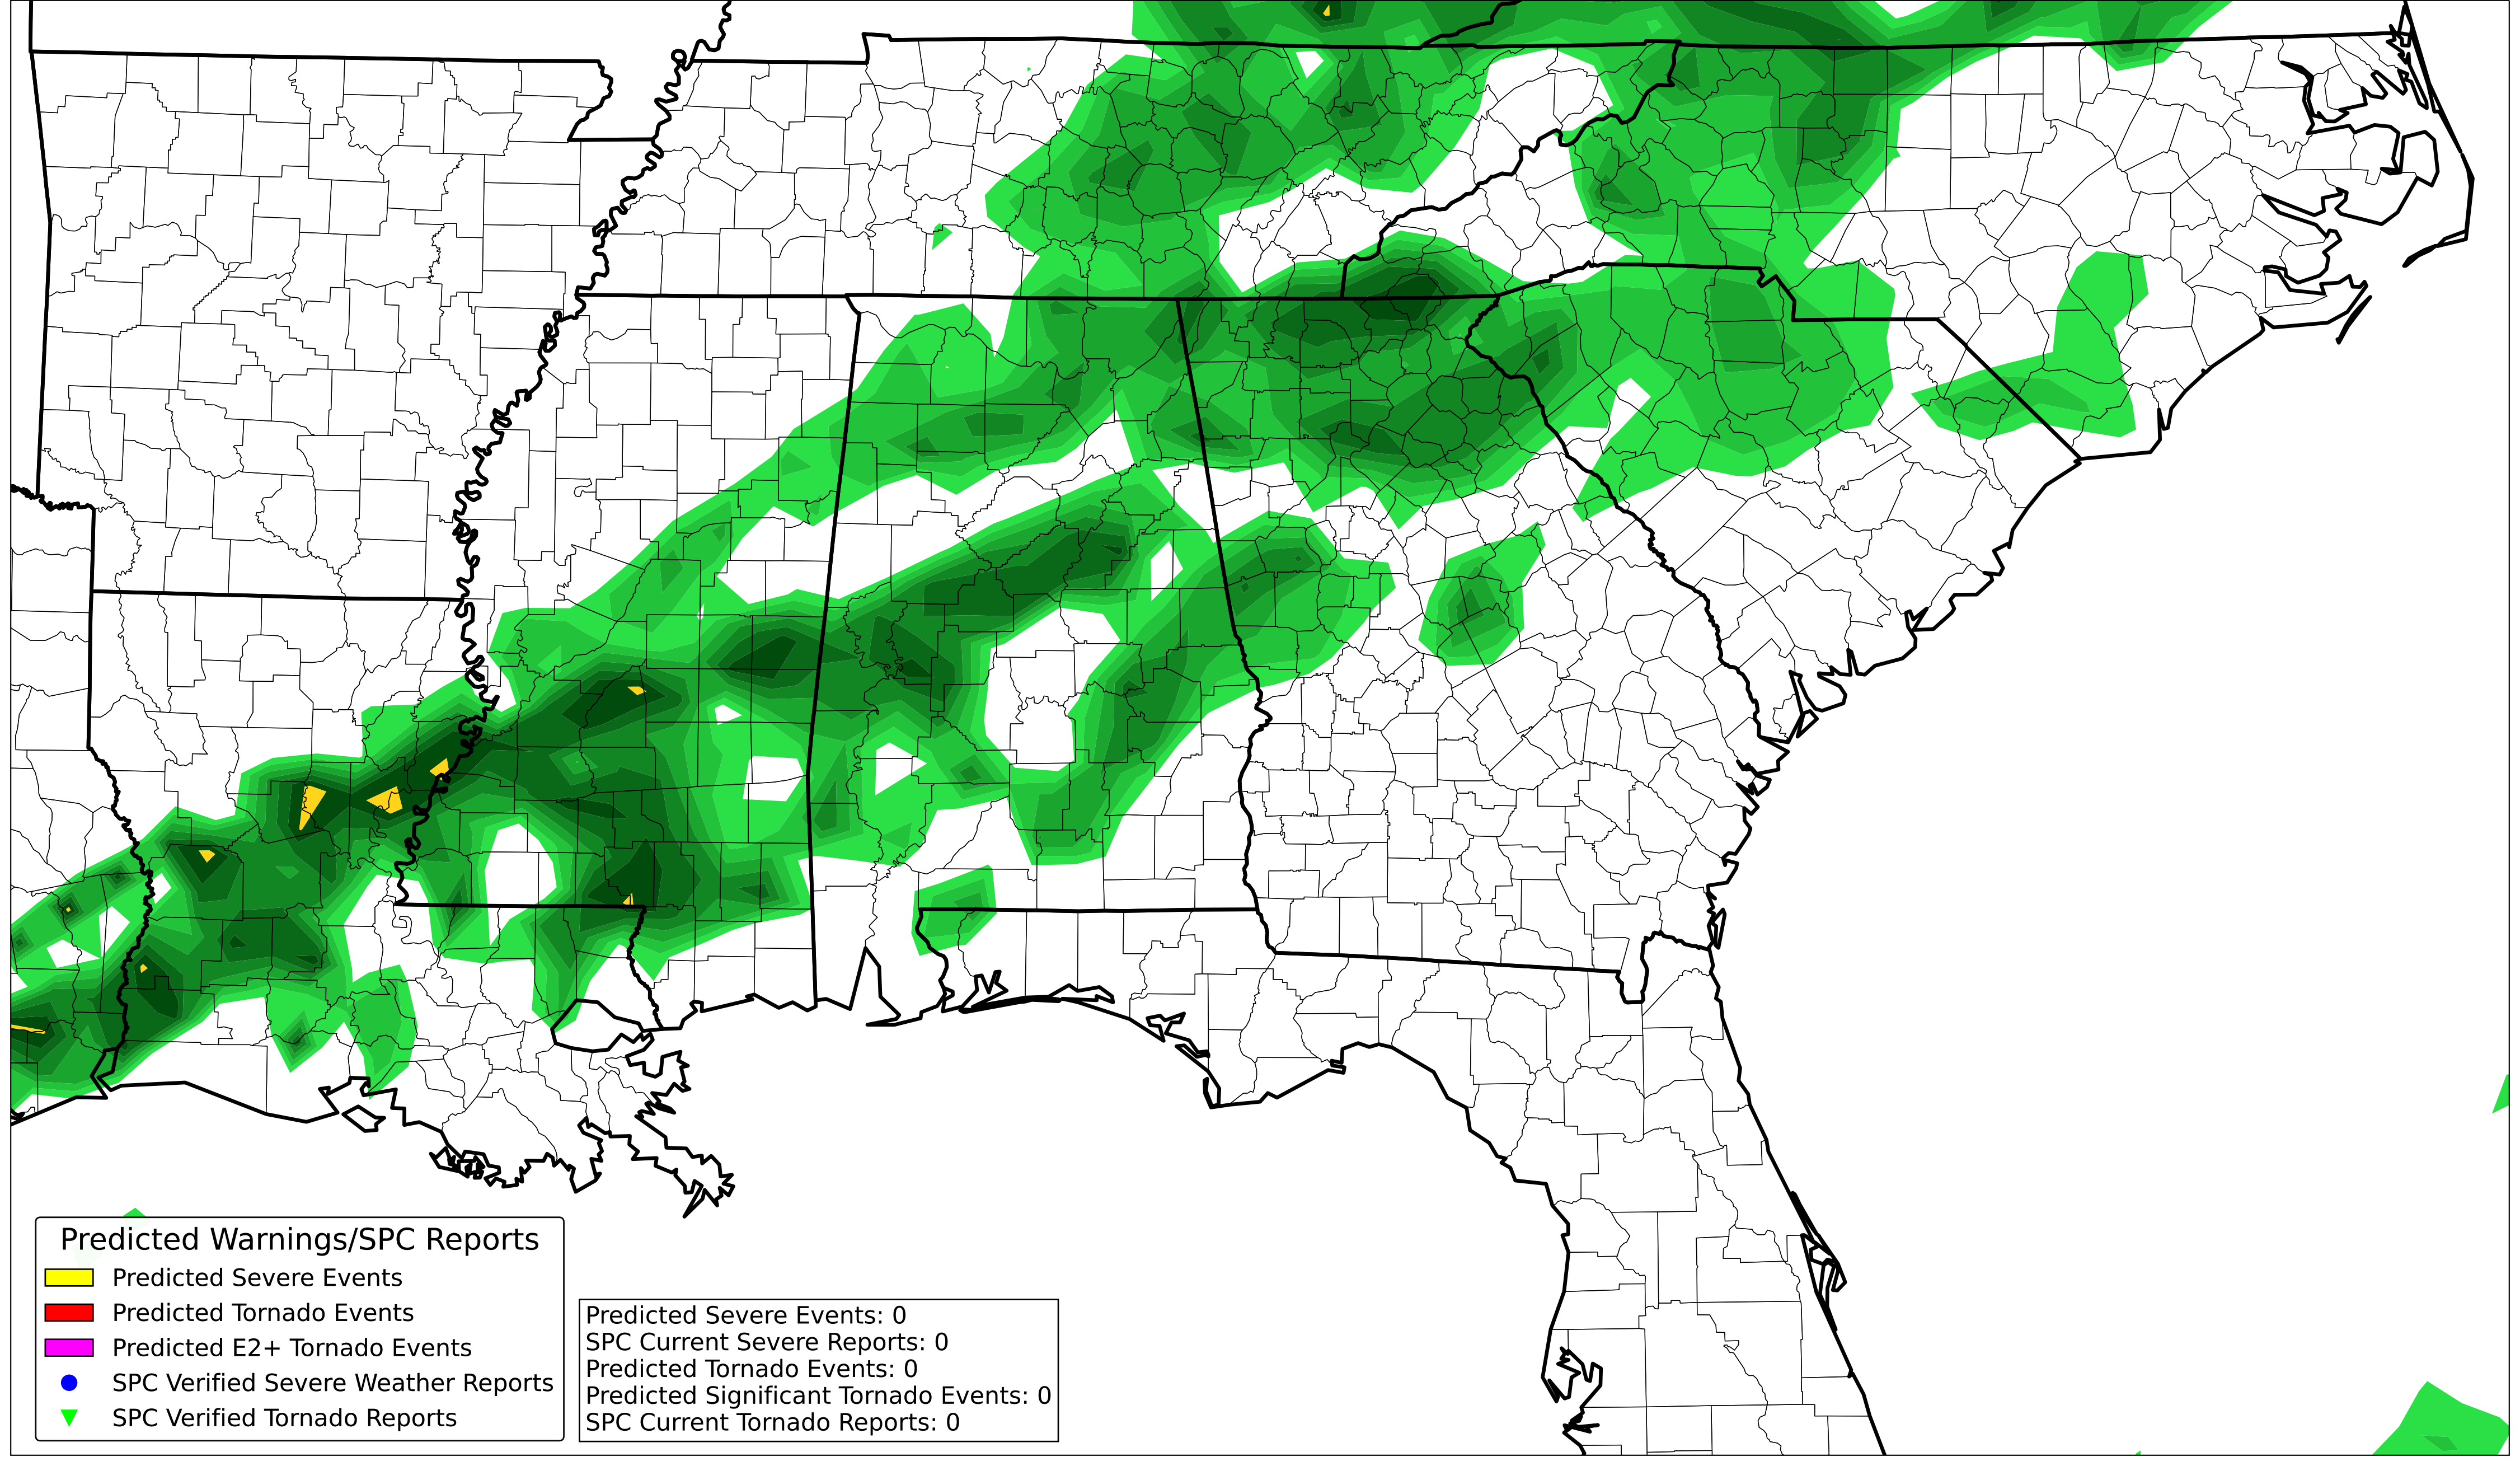 Predicted Warnings/SPC Reports
Predicted Severe Events
Predicted Tornado Events
Predicted E2+ Tornado Events
SPC Verified Severe Weather Reports
SPC Verified Tornado Reports
Predicted Severe Events: 0
SPC Current Severe Reports: 0
Predicted Tornado Events: 0
Predicted Significant Tornado Events: 0
SPC Current Tornado Reports: 0